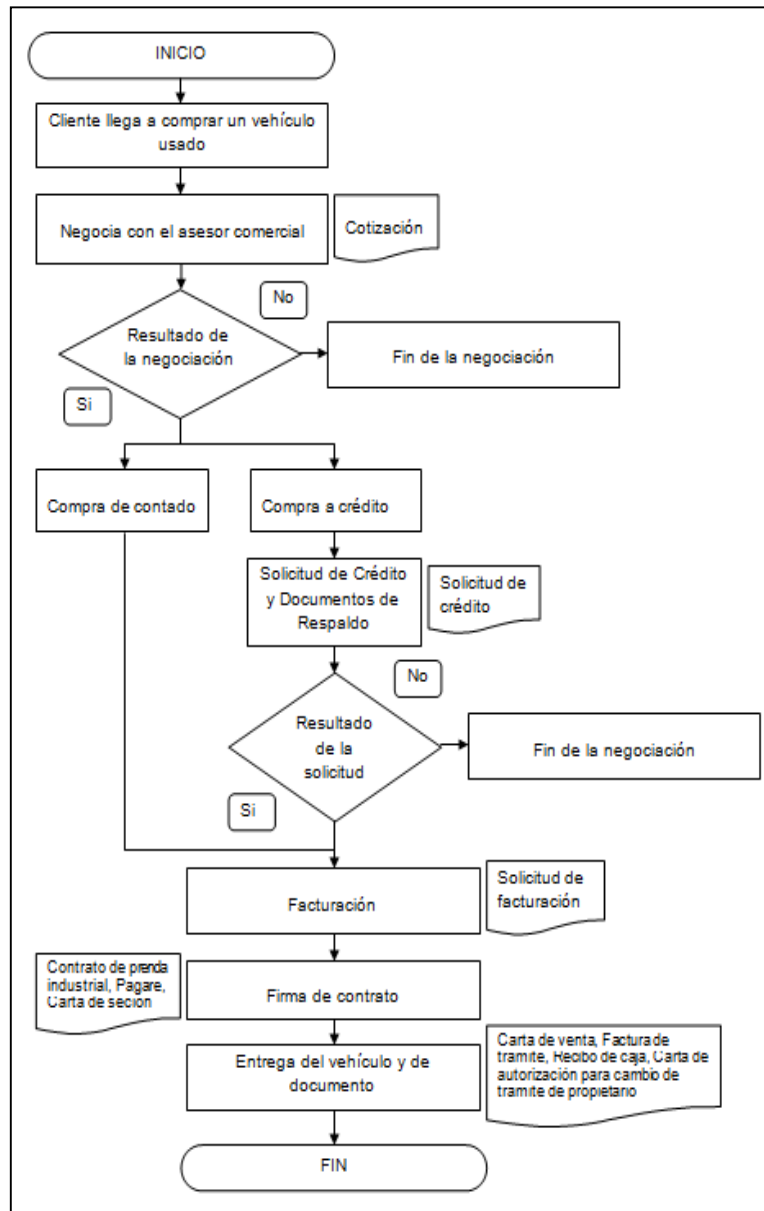 INICIO
Cliente llega a comprar un vehículo
usado
Negocia con el asesor comercial
Cotización
No
Resultado de
la negociación
Fin de la negociación
Si
Compra de contado
Compra a crédito
Solicitud de Crédito
y Documentos de
Respaldo
Solicitud de
crédito
No
Resultado
de la
solicitud
Fin de la negociación
Si
Facturación
Solicitud de
facturación
Contrato de prenda
industrial, Pagare,
Carta de seción
Firma de contrato
Entrega del vehículo y de
documento
Carta de venta, Factura de
tramite, Recibo de caja, Carta de
autorización para cambio de
tramite de propietario
FIN